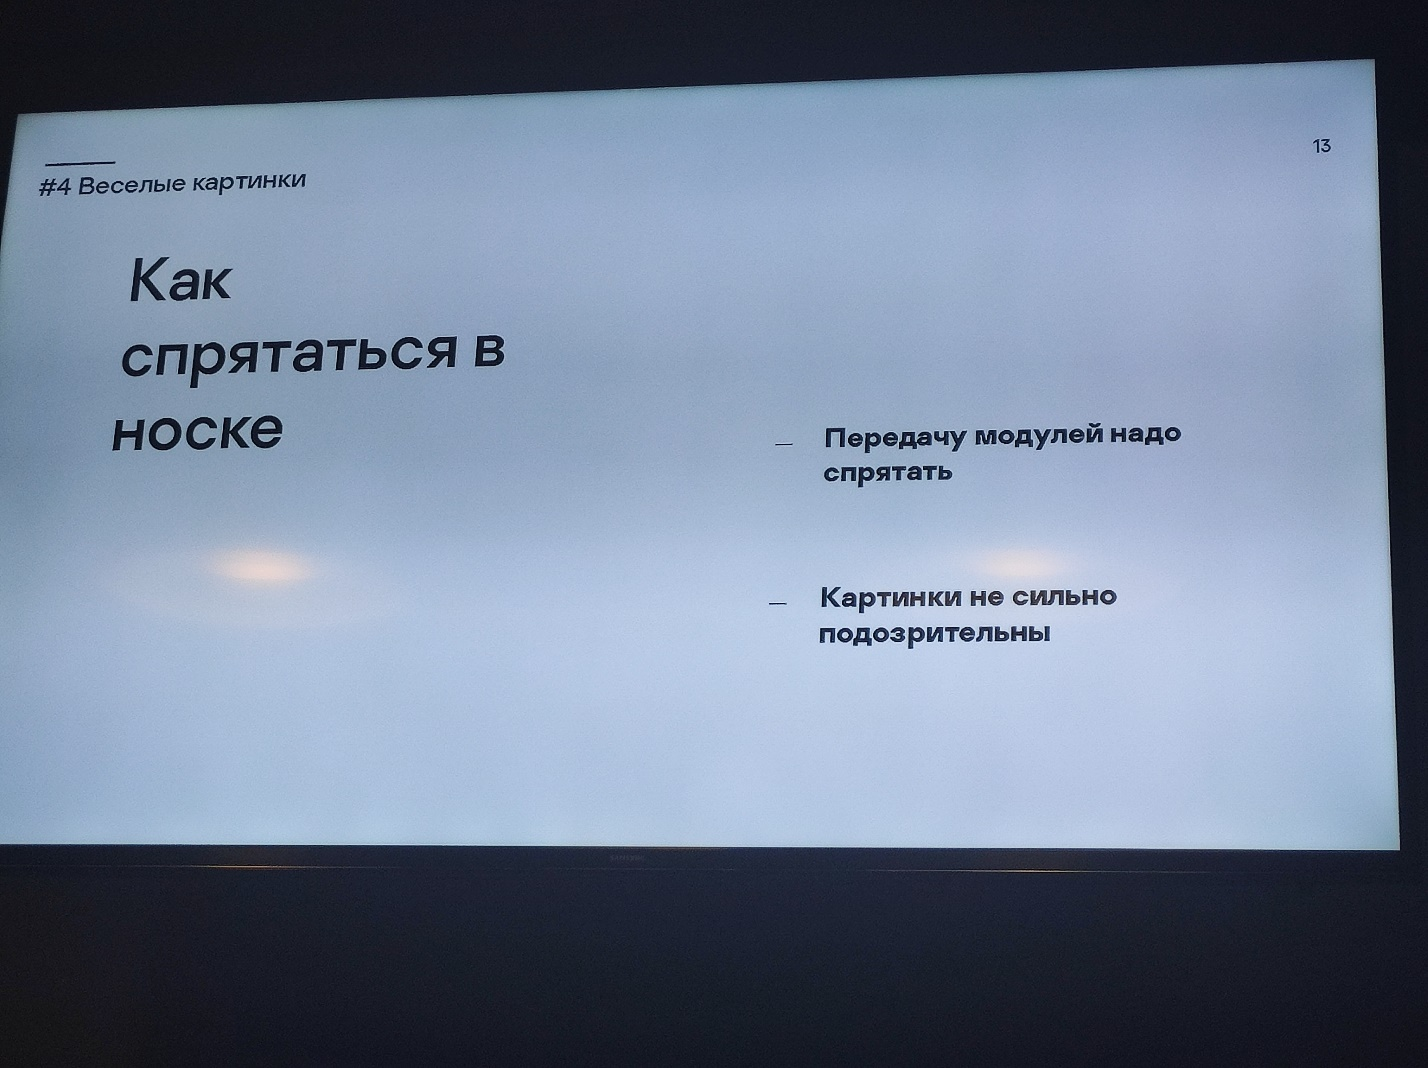 13
#4 Веселые картинки
Как
спрятаться в
носке
— Передачу модулей надо
спрятать
— Картинки не сильно
подозрительны